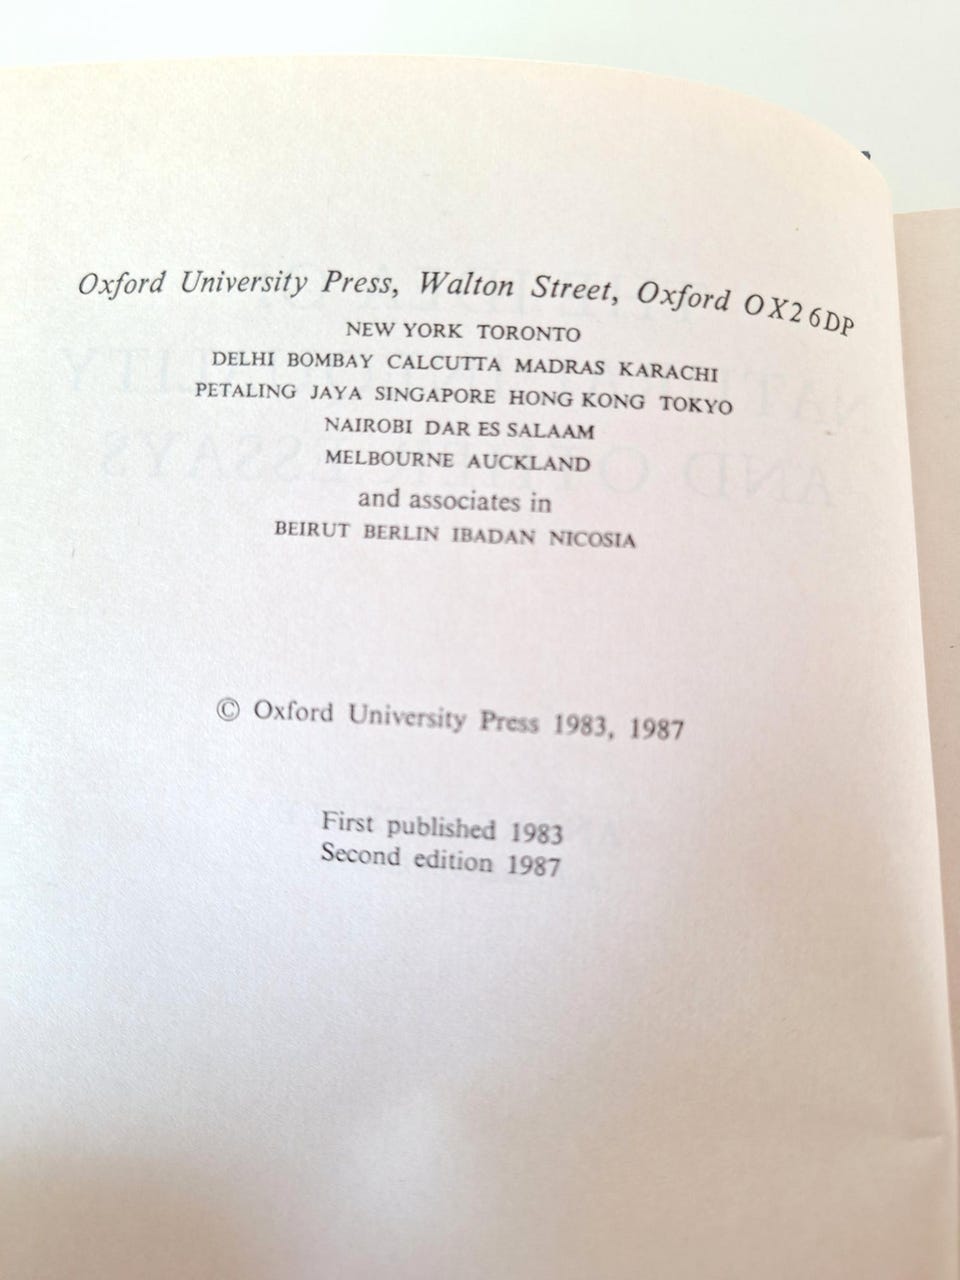 Oxford University Press, Walton Street, Oxford OX2 6DP
NEW YORK TORONTO
DELHI BOMBAY CALCUTTA MADRAS KARACHI
PETALING JAYA SINGAPORE HONG KONG TOKYO
NAIROBI DAR ES SALAAM
MELBOURNE AUCKLAND
and associates in
BEIRUT BERLIN IBADAN NICOSIA
© Oxford University Press 1983, 1987
First published 1983
Second edition 1987